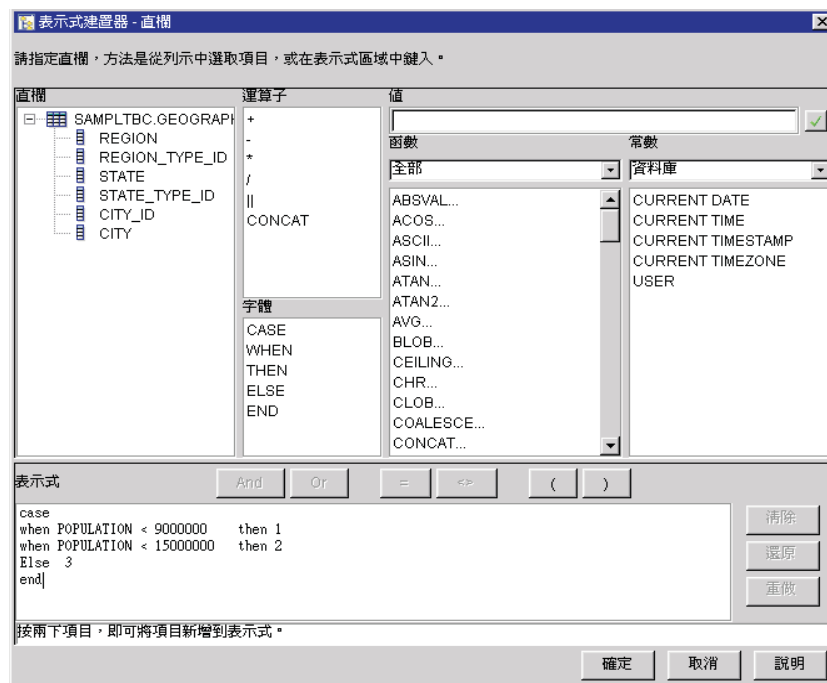 表示式建置器 - 直欄
請指定直欄，方法是從列示中選取項目，或在表示式區域中鍵入。
直欄
SAMPLTBC.GEOGRAPH
REGION
REGION_TYPE_ID
STATE
STATE_TYPE_ID
CITY_ID
CITY
運算子
+
-
*
/
||
CONCAT
字體
CASE
WHEN
THEN
ELSE
END
值
函數
全部
ABSVAL...
ACOS...
ASCII...
ASIN...
ATAN...
ATAN2...
AVG...
BLOB...
CEILING...
CHR...
CLOB...
COALESCE...
CONCAT...
常數
資料庫
CURRENT DATE
CURRENT TIME
CURRENT TIMESTAMP
CURRENT TIMEZONE
USER
表示式
And
Or
=
<>
(
)
case
when POPULATION < 9000000 then 1
when POPULATION < 15000000 then 2
Else 3
end
清除
還原
重做
按兩下項目，即可將項目新增到表示式。
確定
取消
說明